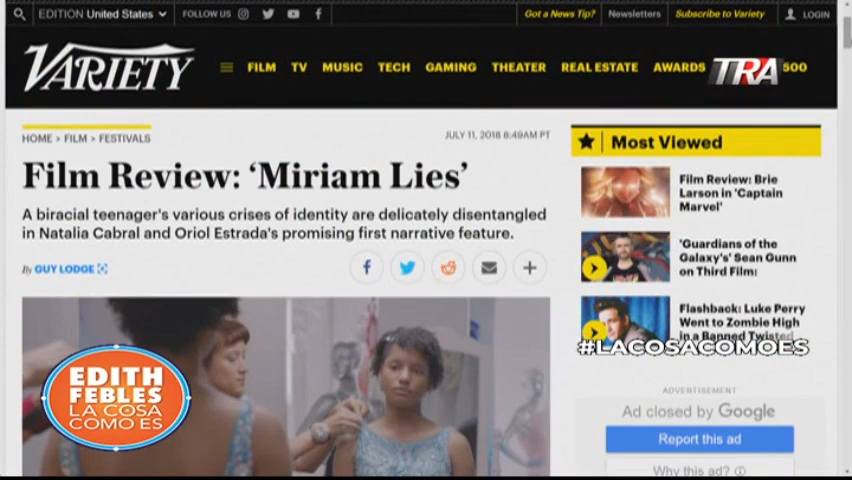 EDITION United States
FOLLOW US
Got a News Tip?
Newsletters
Subscribe to Variety
LOGIN
VARIETY
FILM TV MUSIC TECH GAMING THEATER REAL ESTATE AWARDS 500
TRA
HOME > FILM > FESTIVALS
JULY 11, 2018 8:49AM PT
Film Review: ‘Miriam Lies’
A biracial teenager's various crises of identity are delicately disentangled
in Natalia Cabral and Oriol Estrada's promising first narrative feature.
By GUY LODGE
Most Viewed
Film Review: Brie
Larson in 'Captain
Marvel'
'Guardians of the
Galaxy's' Sean Gunn
on Third Film:
Flashback: Luke Perry
Went to Zombie High
in a Banned Twisted
#LACOSACOMOES
EDITH
FEBLES
LA COSA
COMO ES
ADVERTISEMENT
Ad closed by Google
Report this ad
Why this ad?